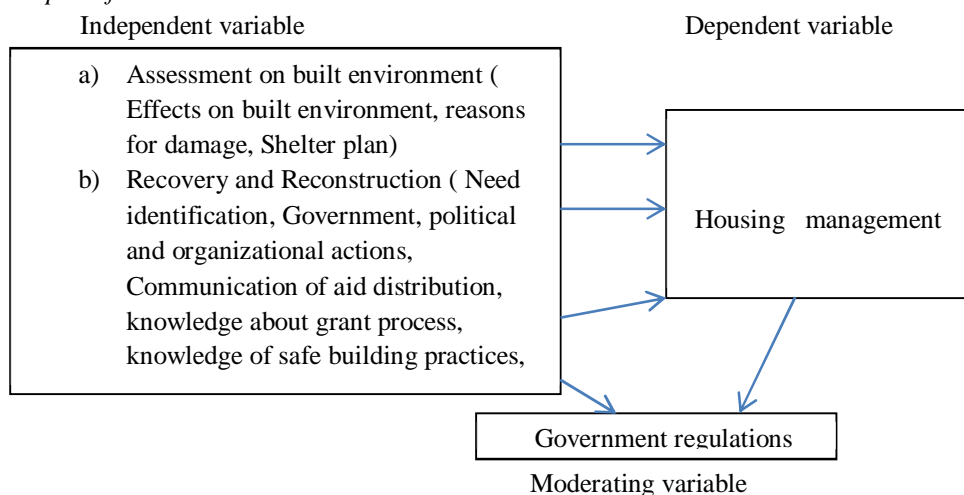 Independent variable
Dependent variable
a) Assessment on built environment (
Effects on built environment, reasons
for damage, Shelter plan)
b) Recovery and Reconstruction ( Need
identification, Government, political
and organizational actions,
Communication of aid distribution,
knowledge about grant process,
knowledge of safe building practices,
Housing management
Government regulations
Moderating variable